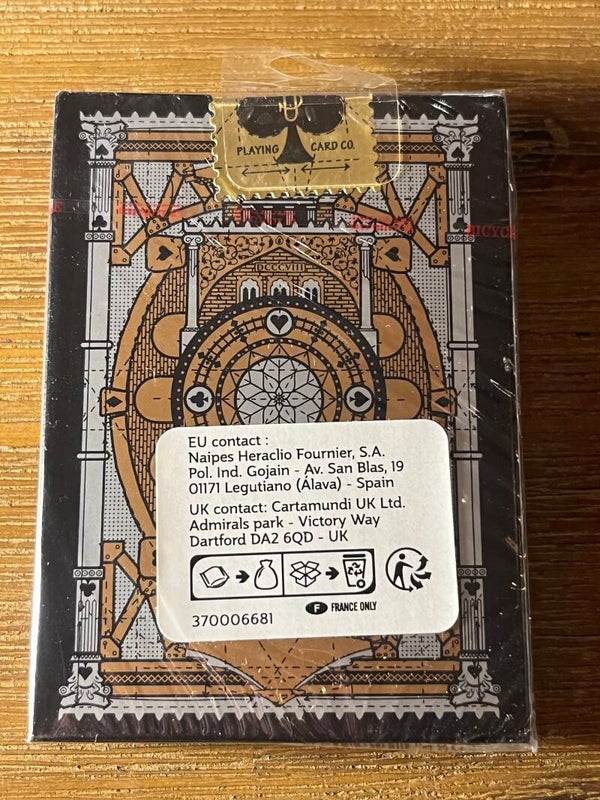 PLAYING CARD CO.
BICYCLE
EU contact :
Naipes Heraclio Fournier, S.A.
Pol. Ind. Gojain - Av. San Blas, 19
01171 Legutiano (Álava) - Spain
UK contact: Cartamundi UK Ltd.
Admirals park - Victory Way
Dartford DA2 6QD - UK
F FRANCE ONLY
370006681